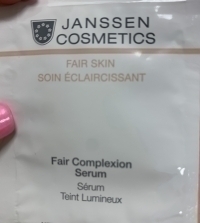 JANSSEN
COSMETICS
FAIR SKIN
SOIN ÉCLAIRCISSANT
Fair Complexion
Serum
Sérum
Teint Lumineux